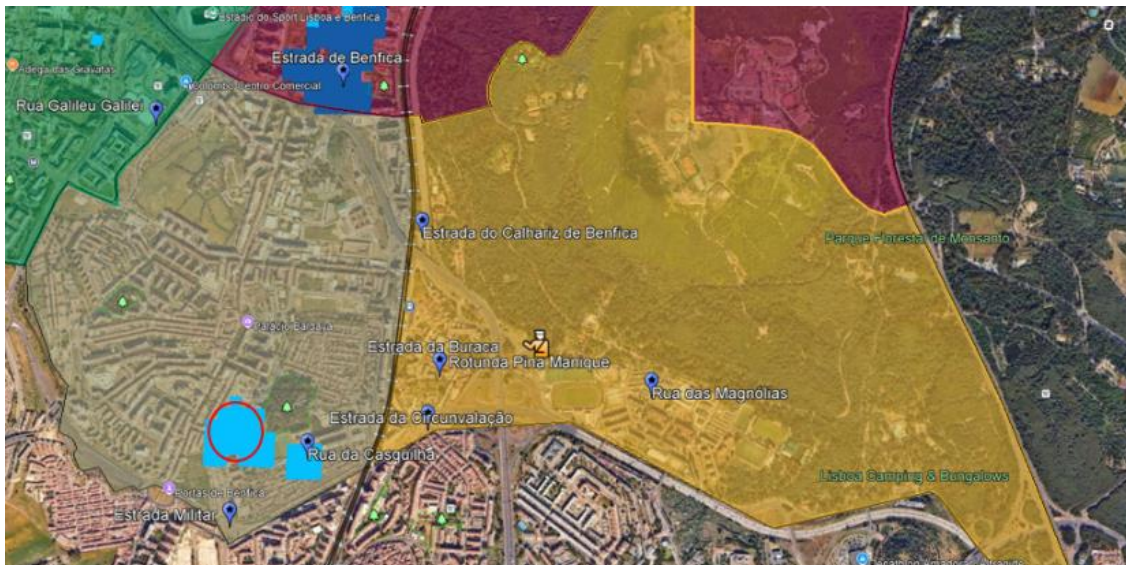 Estádio do Sport Lisboa e Benfica
Estrada de Benfica
Adega das Gravatas
Colombo Centro Comercial
Rua Galileu Galilei
Estrada do Calhariz de Benfica
Parque Florestal de Monsanto
Palácio Baldaya
Estrada da Buraca
Rotunda Pina Manique
Rua das Magnólias
Estrada da Circunvalação
Rua da Casquilha
Lisboa Camping & Bungalows
Portas de Benfica
Estrada Militar